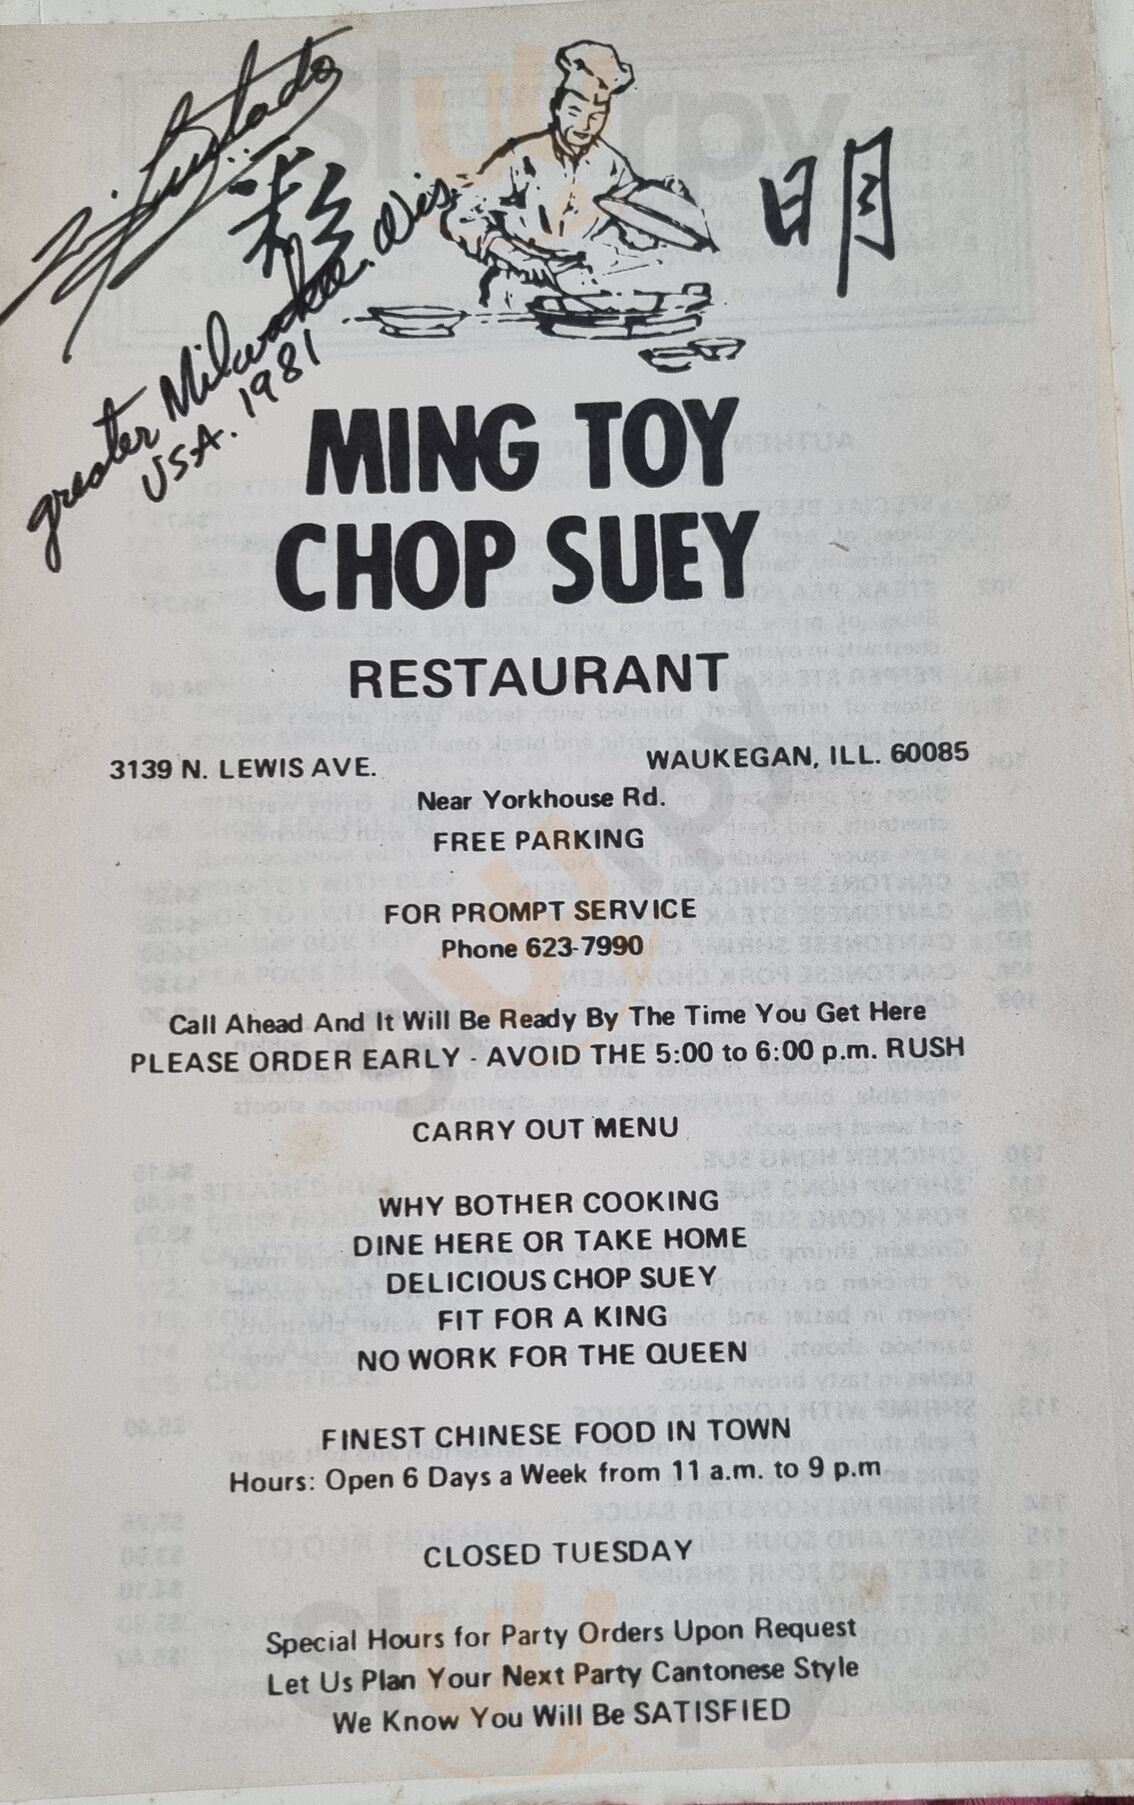 彩 明
greater Milwaukee, Wis.
USA. 1981
MING TOY
CHOP SUEY
RESTAURANT
3139 N. LEWIS AVE. WAUKEGAN, ILL. 60085
Near Yorkhouse Rd.
FREE PARKING
FOR PROMPT SERVICE
Phone 623-7990
Call Ahead And It Will Be Ready By The Time You Get Here
PLEASE ORDER EARLY - AVOID THE 5:00 to 6:00 p.m. RUSH
CARRY OUT MENU
WHY BOTHER COOKING
DINE HERE OR TAKE HOME
DELICIOUS CHOP SUEY
FIT FOR A KING
NO WORK FOR THE QUEEN
FINEST CHINESE FOOD IN TOWN
Hours: Open 6 Days a Week from 11 a.m. to 9 p.m
CLOSED TUESDAY
Special Hours for Party Orders Upon Request
Let Us Plan Your Next Party Cantonese Style
We Know You Will Be SATISFIED